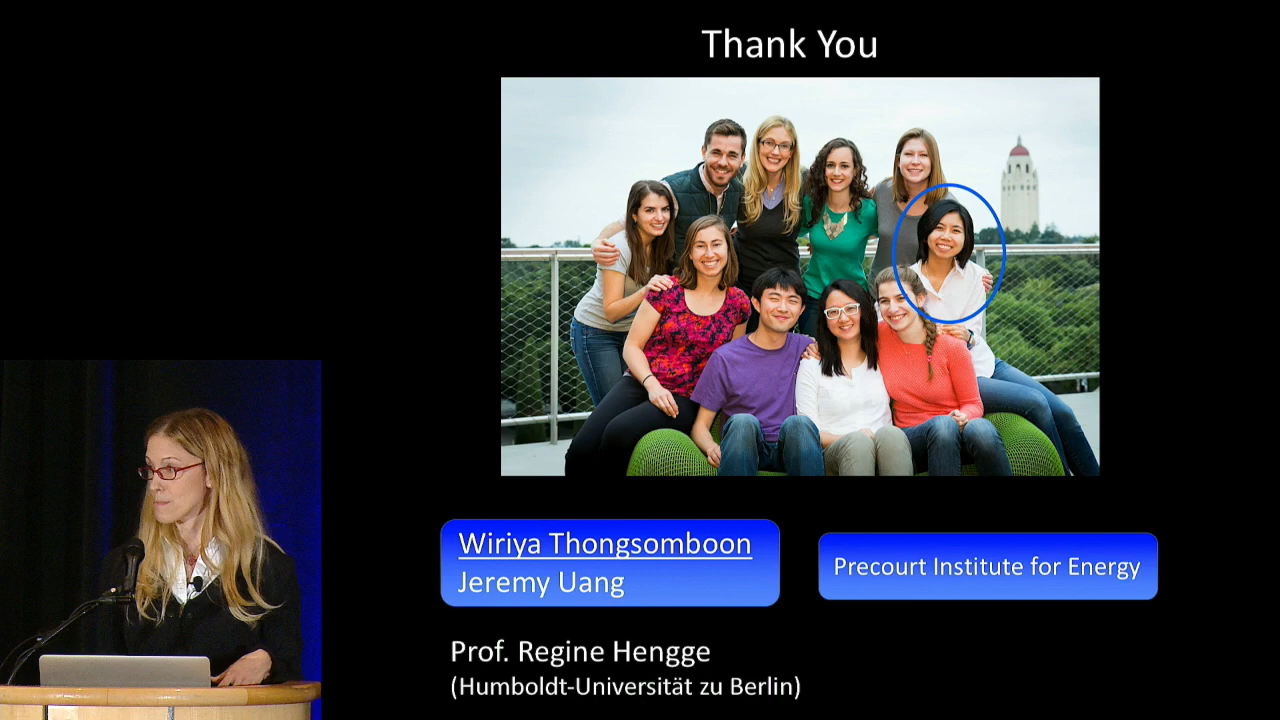 Thank You
Wiriya Thongsomboon
Jeremy Uang
Precourt Institute for Energy
Prof. Regine Hengge
(Humboldt-Universität zu Berlin)